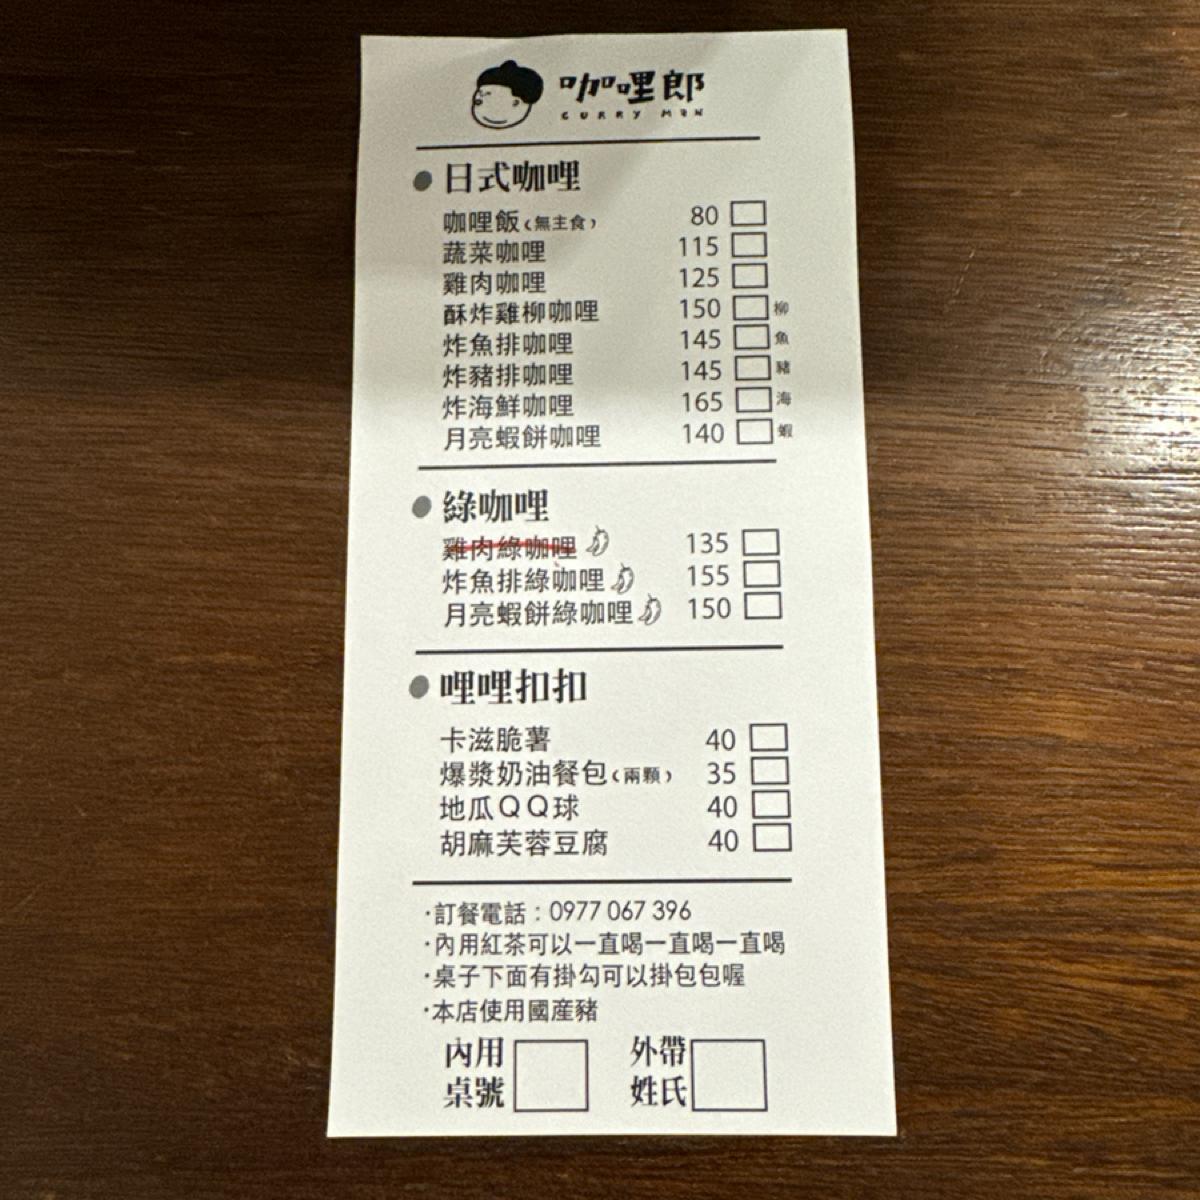 咖哩郎
CURRY MAN
日式咖哩
咖哩飯(無主食) 80
蔬菜咖哩 115
雞肉咖哩 125
酥炸雞柳咖哩 150 柳
炸魚排咖哩 145 魚
炸豬排咖哩 145 豬
炸海鮮咖哩 165 海
月亮蝦餅咖哩 140 蝦
綠咖哩
雞肉綠咖哩 135
炸魚排綠咖哩 155
月亮蝦餅綠咖哩 150
哩哩扣扣
卡滋脆薯 40
爆漿奶油餐包(兩顆) 35
地瓜QQ球 40
胡麻芙蓉豆腐 40
·訂餐電話：0977 067 396
·內用紅茶可以一直喝一直喝一直喝
·桌子下面有掛勾可以掛包包喔
·本店使用國産豬
內用桌號
外帶姓氏